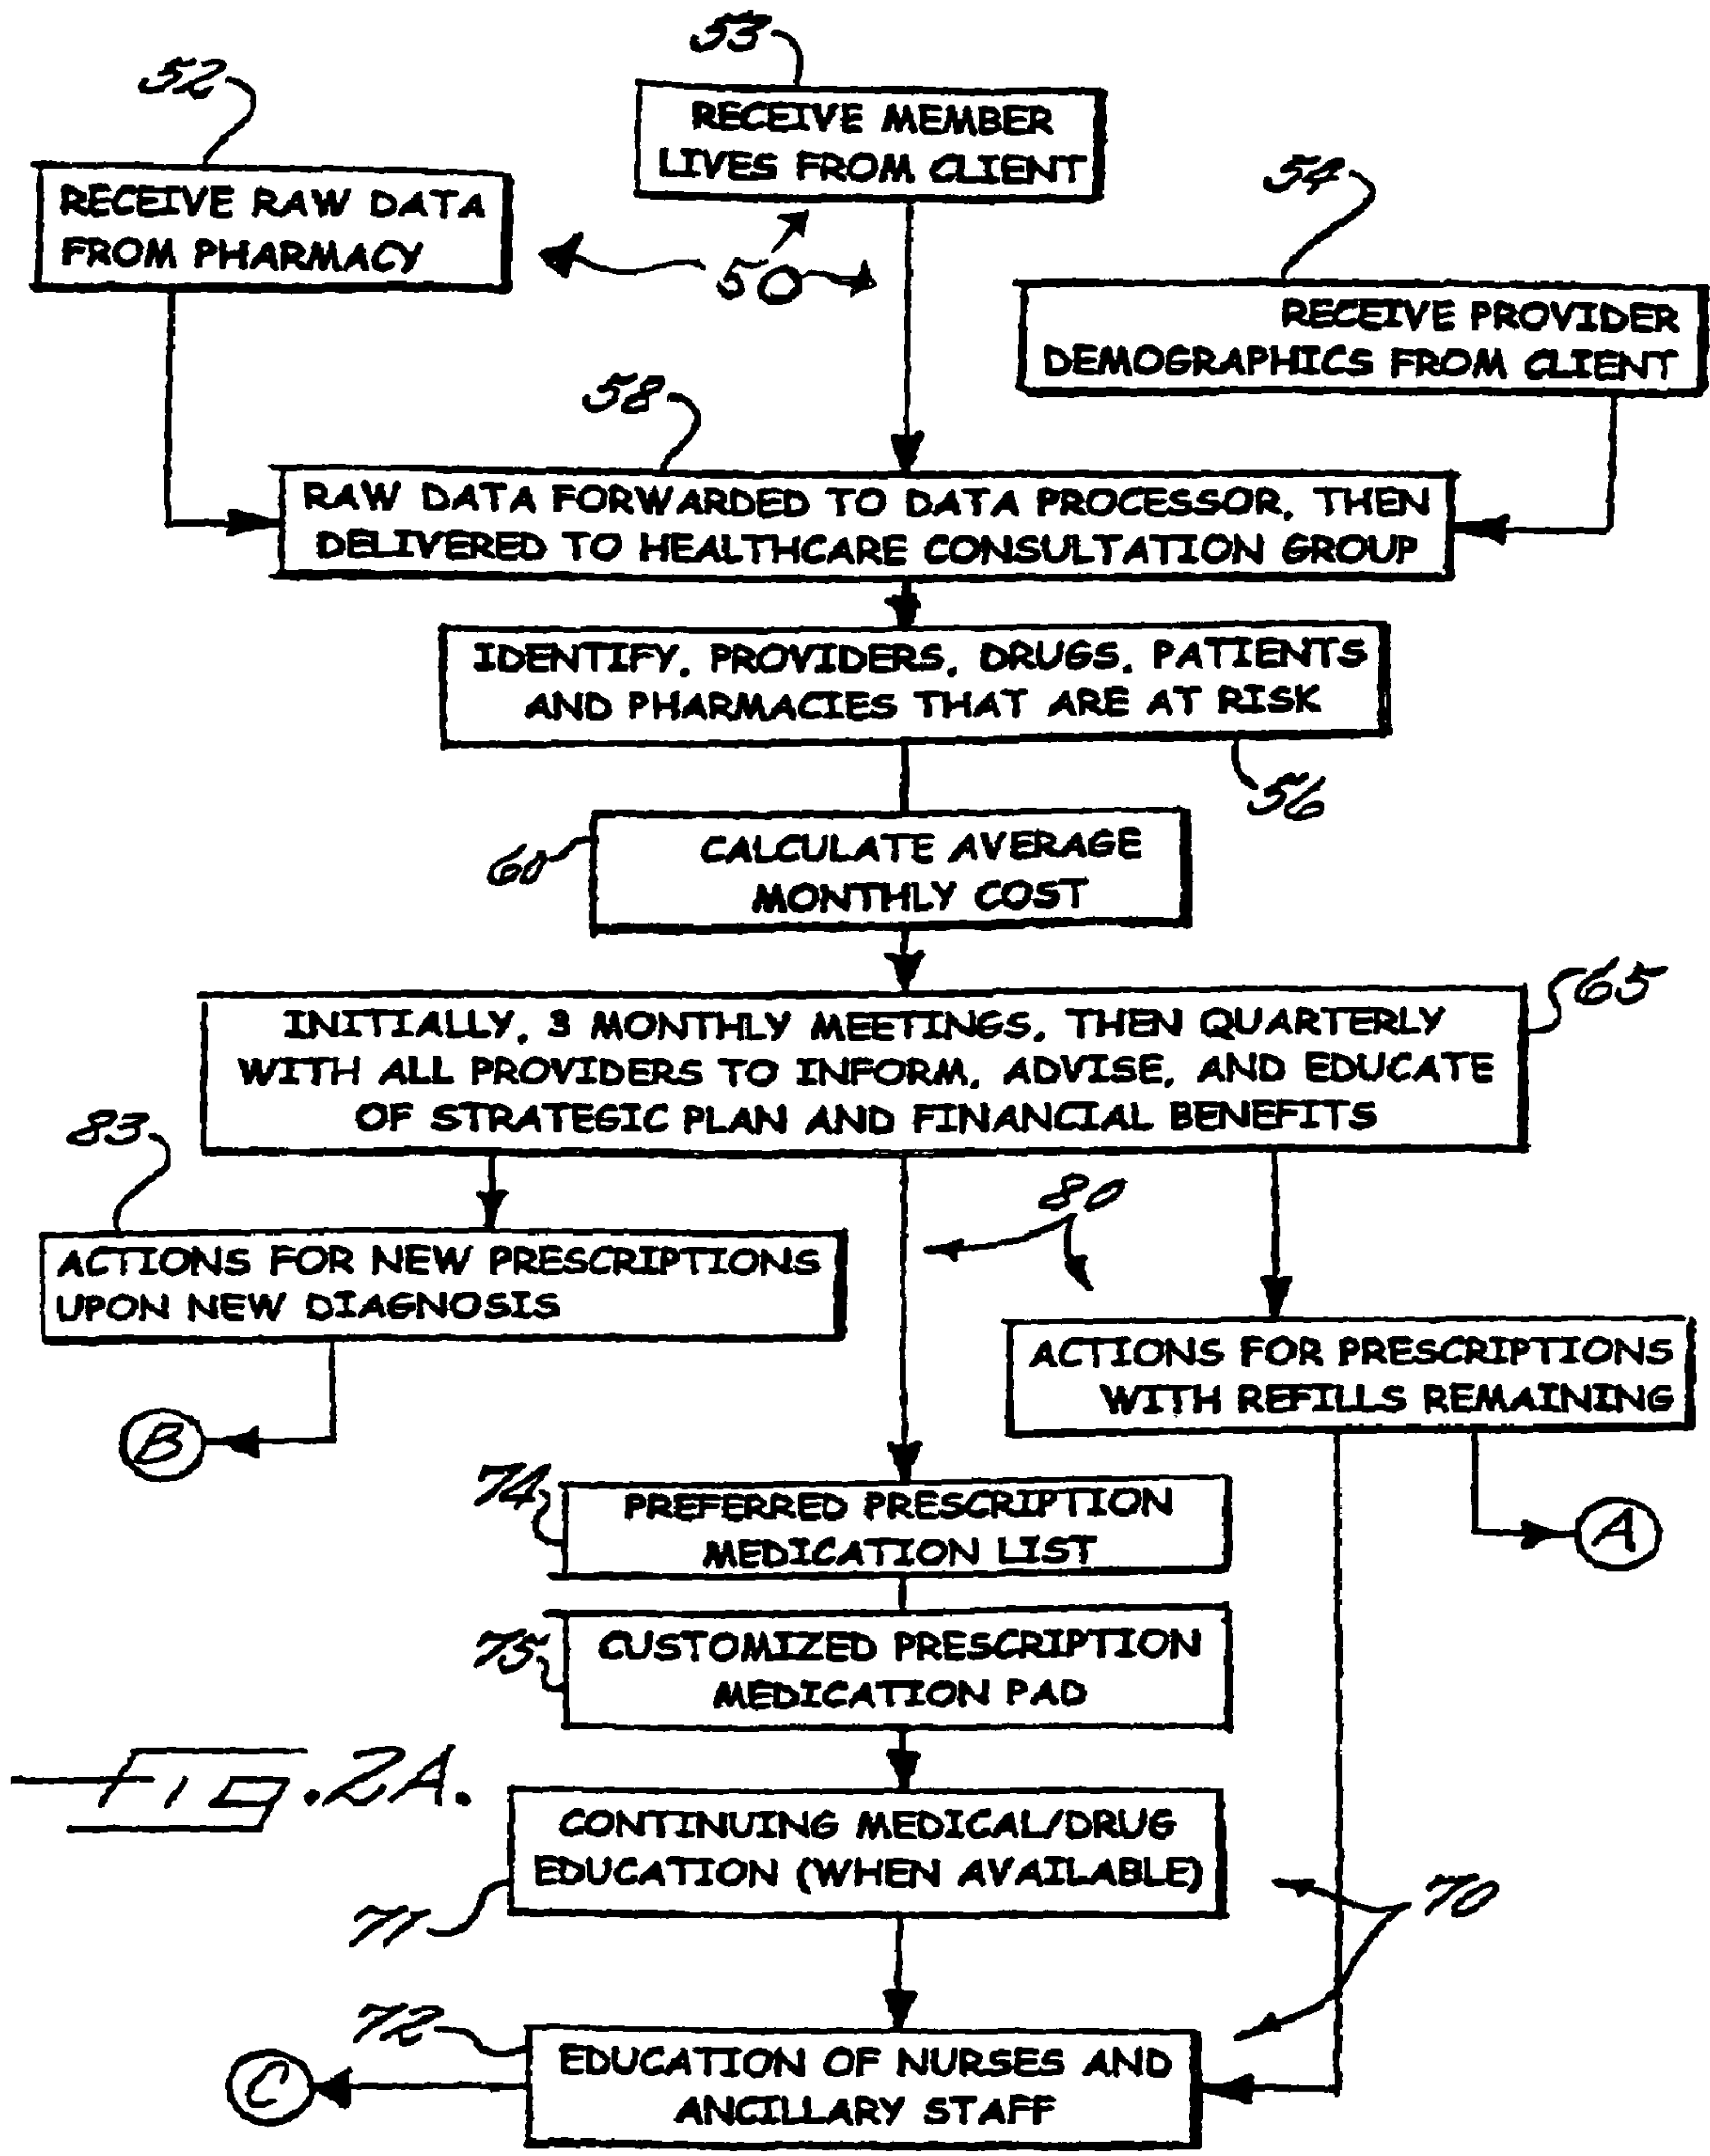 53
52
RECEIVE MEMBER
LIVES FROM CLIENT
54
RECEIVE RAW DATA
FROM PHARMACY
50
RECEIVE PROVIDER
DEMOGRAPHICS FROM CLIENT
58
RAW DATA FORWARDED TO DATA PROCESSOR, THEN
DELIVERED TO HEALTHCARE CONSULTATION GROUP
IDENTIFY, PROVIDERS, DRUGS, PATIENTS
AND PHARMACIES THAT ARE AT RISK
56
60
CALCULATE AVERAGE
MONTHLY COST
65
INITIALLY, 3 MONTHLY MEETINGS, THEN QUARTERLY
WITH ALL PROVIDERS TO INFORM, ADVISE, AND EDUCATE
OF STRATEGIC PLAN AND FINANCIAL BENEFITS
83
80
ACTIONS FOR NEW PRESCRIPTIONS
UPON NEW DIAGNOSIS
ACTIONS FOR PRESCRIPTIONS
WITH REFILLS REMAINING
B
74
PREFERRED PRESCRIPTION
MEDICATION LIST
A
75
CUSTOMIZED PRESCRIPTION
MEDICATION PAD
Fig. 2A.
CONTINUING MEDICAL/DRUG
EDUCATION (WHEN AVAILABLE)
71
70
72
EDUCATION OF NURSES AND
ANCILLARY STAFF
C